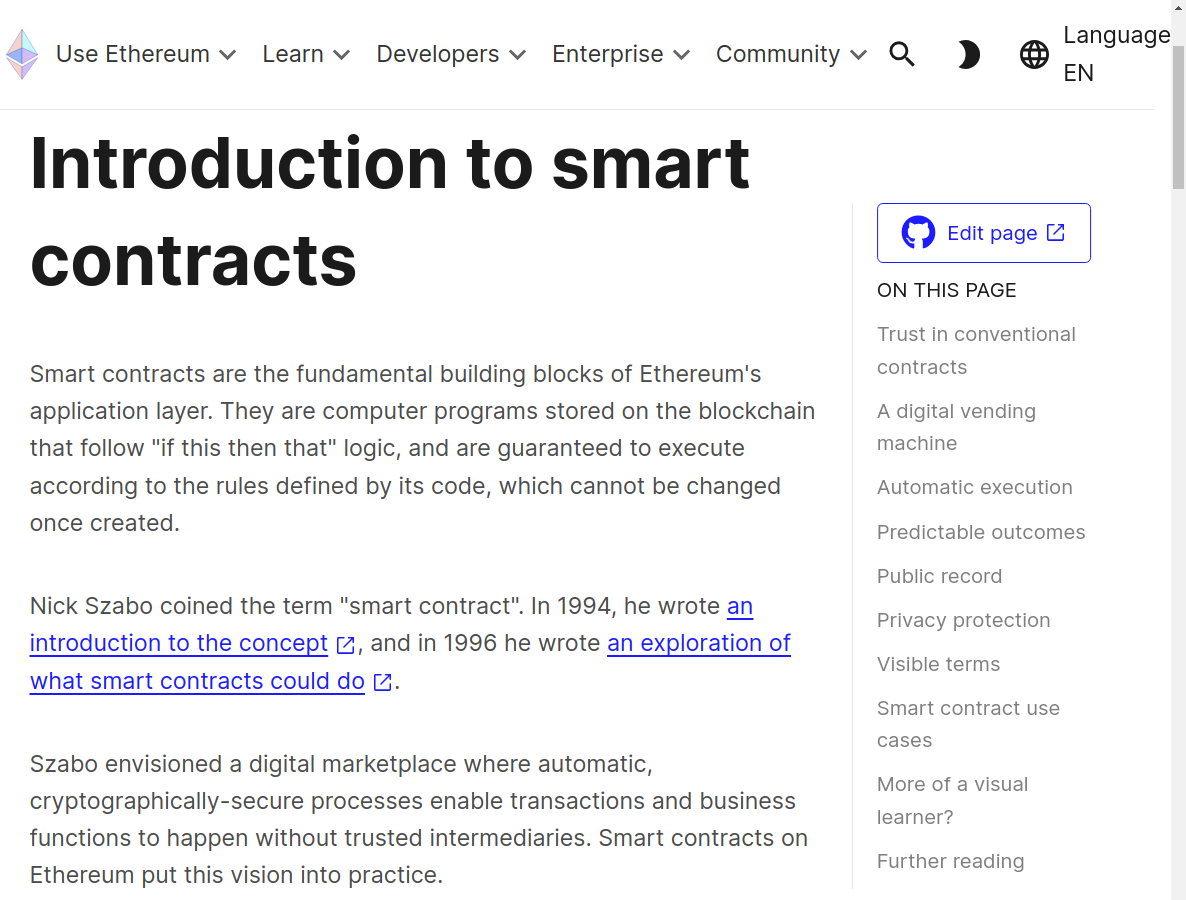 Use Ethereum
Learn
Developers
Enterprise
Community
Language
EN
Introduction to smart
contracts
Smart contracts are the fundamental building blocks of Ethereum's
application layer. They are computer programs stored on the blockchain
that follow "if this then that" logic, and are guaranteed to execute
according to the rules defined by its code, which cannot be changed
once created.
Nick Szabo coined the term "smart contract". In 1994, he wrote an
introduction to the concept , and in 1996 he wrote an exploration of
what smart contracts could do .
Szabo envisioned a digital marketplace where automatic,
cryptographically-secure processes enable transactions and business
functions to happen without trusted intermediaries. Smart contracts on
Ethereum put this vision into practice.
Edit page
ON THIS PAGE
Trust in conventional
contracts
A digital vending
machine
Automatic execution
Predictable outcomes
Public record
Privacy protection
Visible terms
Smart contract use
cases
More of a visual
learner?
Further reading